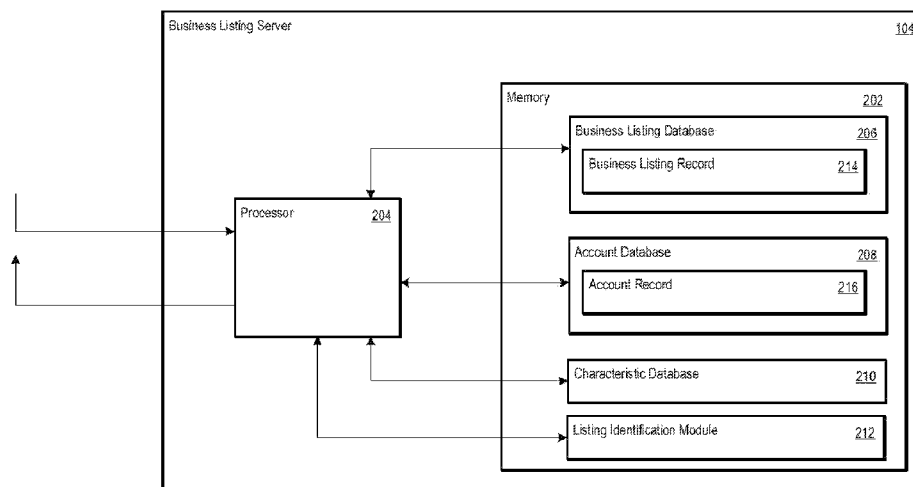 Business Listing Server 104
Memory 202
Business Listing Database 206
Business Listing Record 214
Processor 204
Account Database 208
Account Record 216
Characteristic Database 210
Listing Identification Module 212